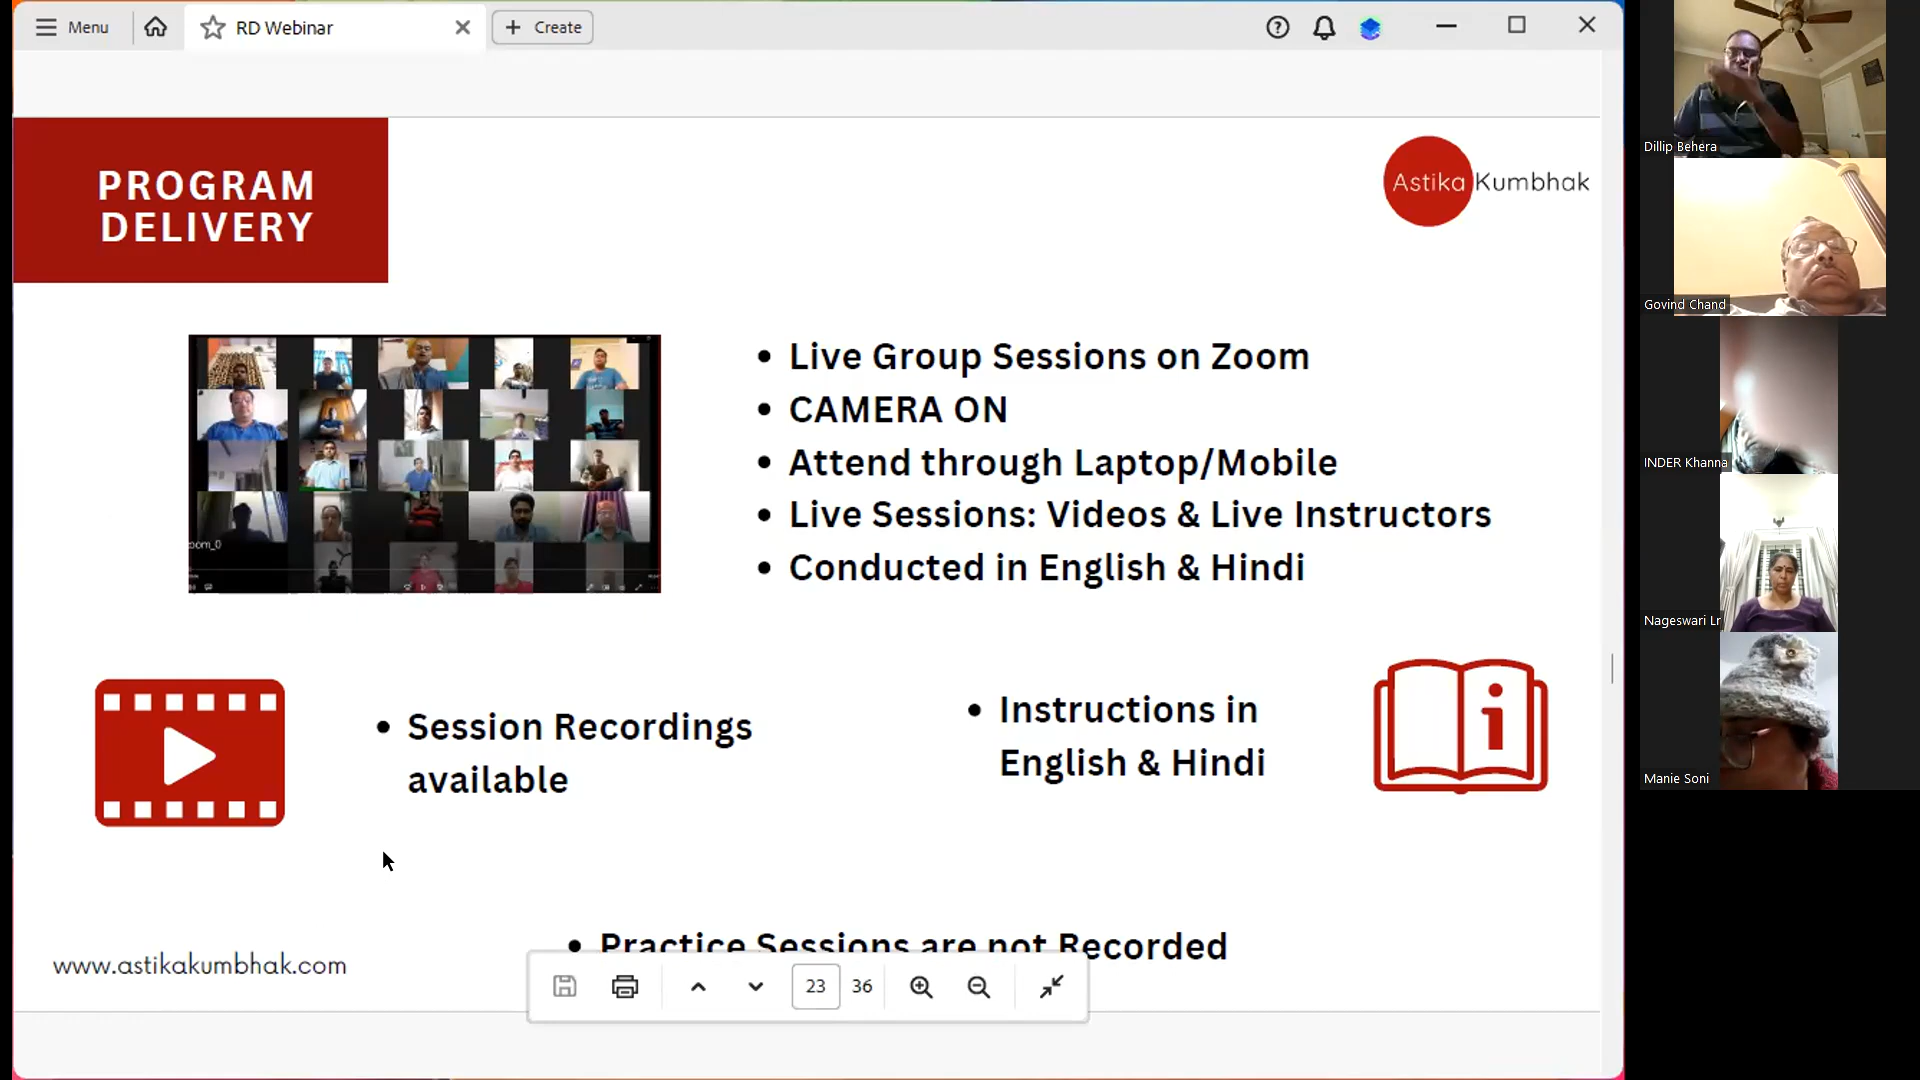 Menu
RD Webinar
Create
PROGRAM
DELIVERY
Astika Kumbhak
• Live Group Sessions on Zoom
• CAMERA ON
• Attend through Laptop/Mobile
• Live Sessions: Videos & Live Instructors
• Conducted in English & Hindi
oom_0
• Session Recordings
available
• Instructions in
English & Hindi
i
• Practice Sessions are not Recorded
www.astikakumbhak.com
23 36
Dillip Behera
Govind Chand
INDER Khanna
Nageswari Lr
Manie Soni